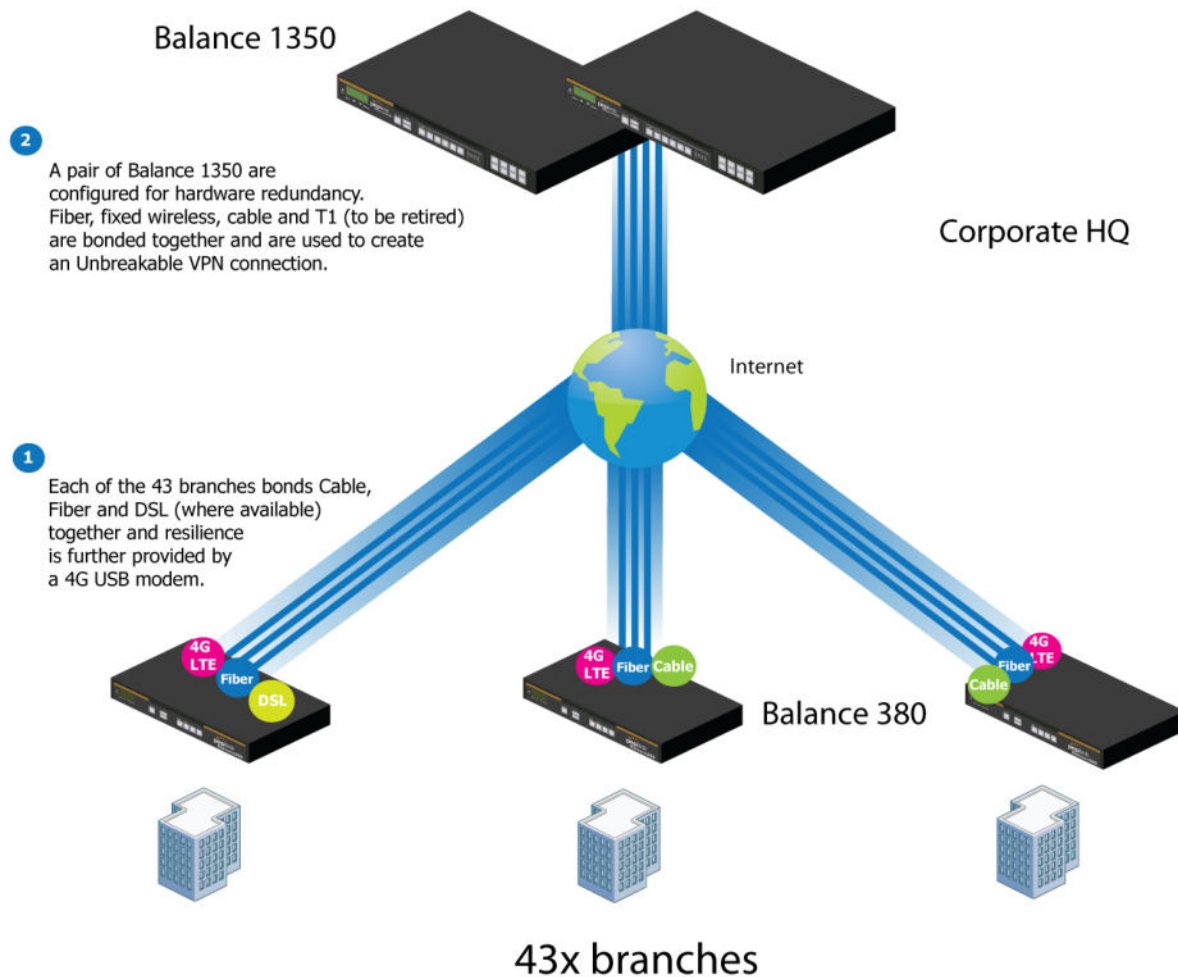 Balance 1350
2
A pair of Balance 1350 are
configured for hardware redundancy.
Fiber, fixed wireless, cable and T1 (to be retired)
are bonded together and are used to create
an Unbreakable VPN connection.
Corporate HQ
Internet
1
Each of the 43 branches bonds Cable,
Fiber and DSL (where available)
together and resilience
is further provided by
a 4G USB modem.
4G
LTE
Fiber
DSL
4G
LTE
Fiber
Cable
4G
LTE
Fiber
Cable
Balance 380
43x branches